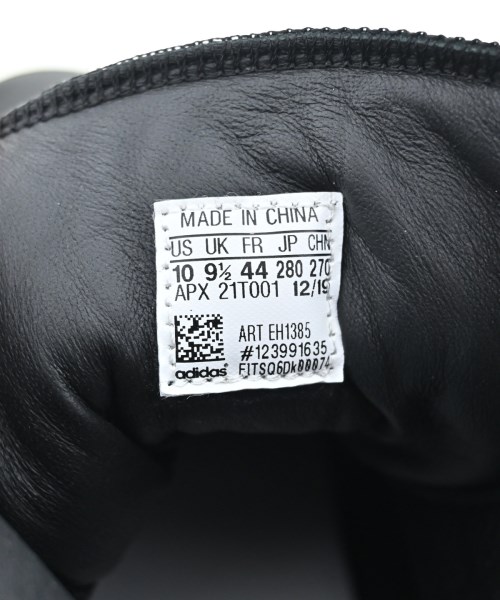 MADE IN CHINA
US UK FR JP CHN
10 9½ 44 280 270
APX 21T001 12/19
ART EH1385
#123991635
adidas